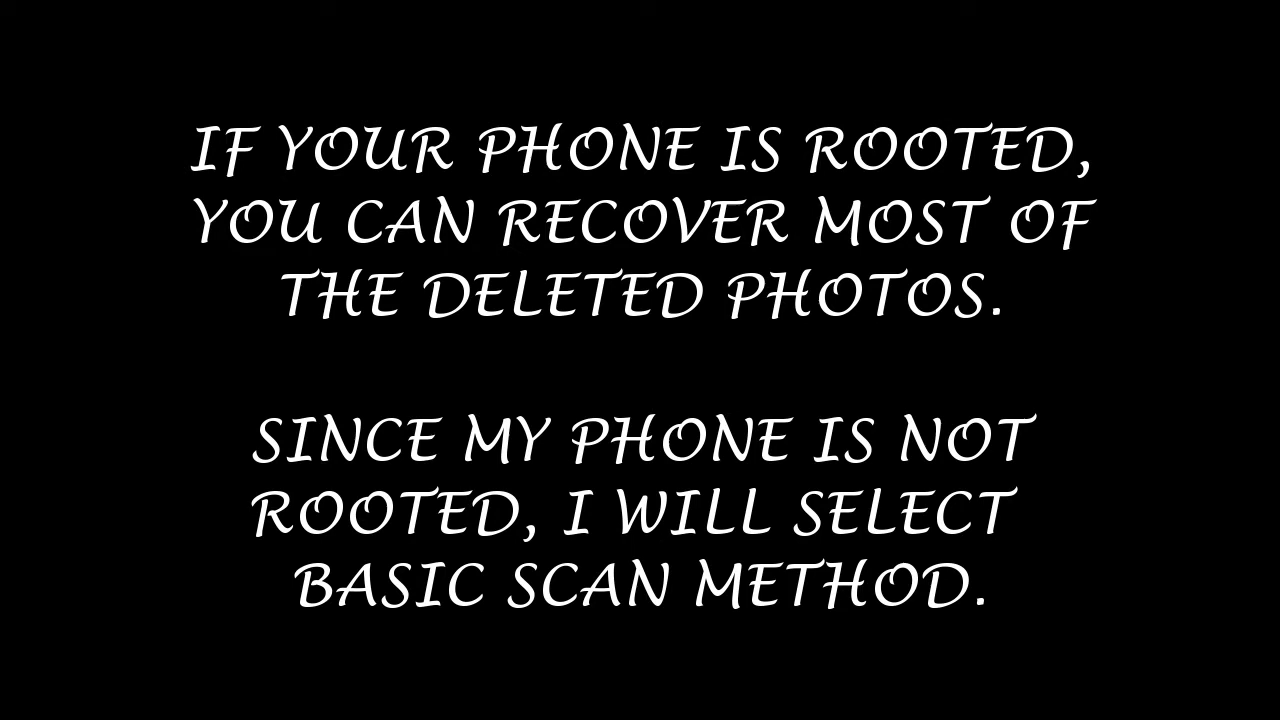 IF YOUR PHONE IS ROOTED,
YOU CAN RECOVER MOST OF
THE DELETED PHOTOS.
SINCE MY PHONE IS NOT
ROOTED, I WILL SELECT
BASIC SCAN METHOD.